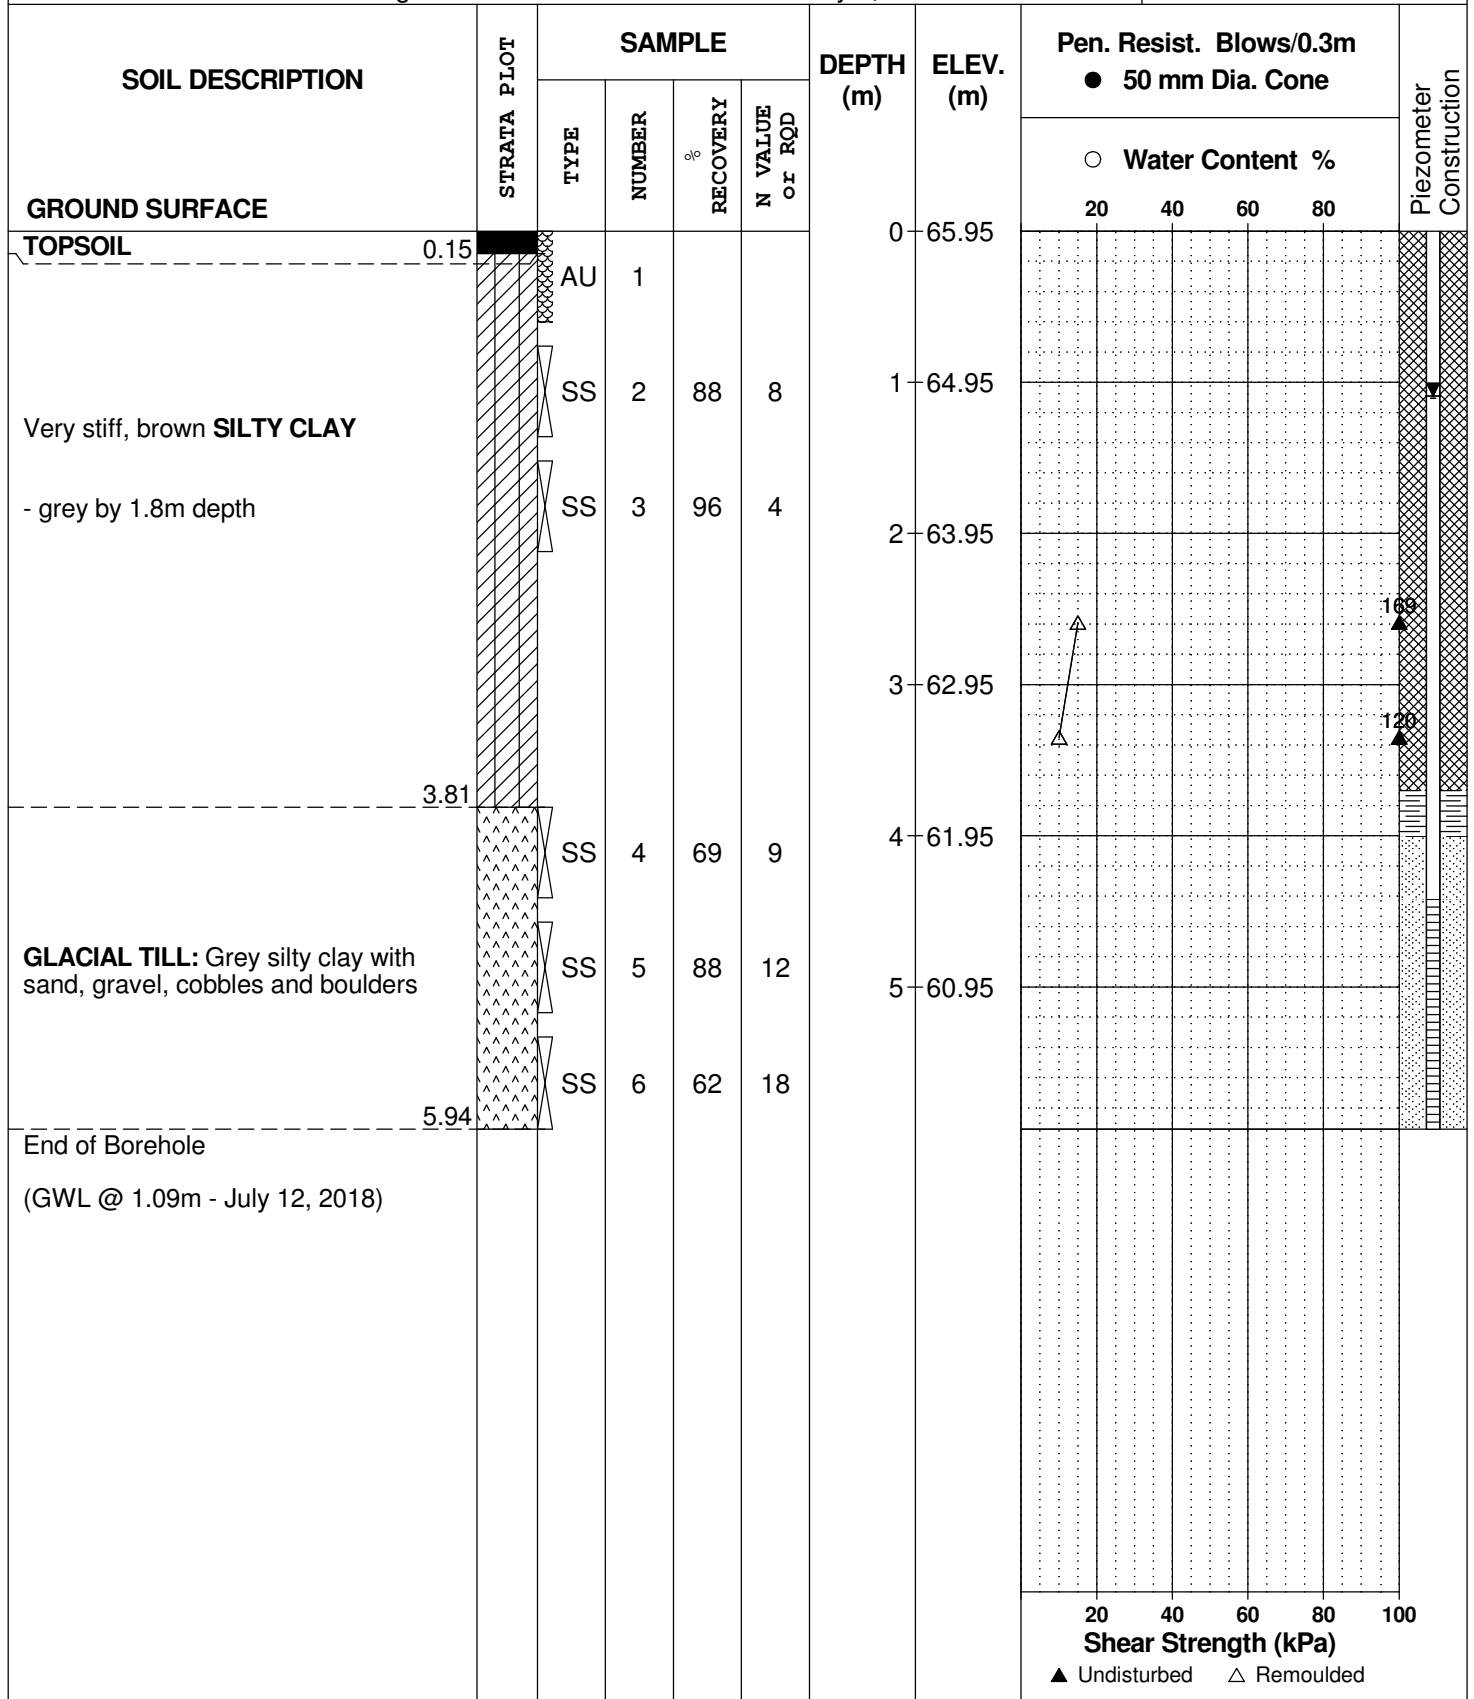 SOIL DESCRIPTION
GROUND SURFACE
STRATA PLOT
SAMPLE
TYPE
NUMBER
% RECOVERY
N VALUE or RQD
DEPTH (m)
ELEV. (m)
Pen. Resist. Blows/0.3m
● 50 mm Dia. Cone
○ Water Content %
20 40 60 80
Piezometer Construction
TOPSOIL 0.15
0 65.95
AU 1
1 64.95
SS 2 88 8
Very stiff, brown SILTY CLAY
- grey by 1.8m depth
SS 3 96 4
2 63.95
169
3 62.95
120
3.81
4 61.95
SS 4 69 9
GLACIAL TILL: Grey silty clay with
sand, gravel, cobbles and boulders
SS 5 88 12
5 60.95
SS 6 62 18
5.94
End of Borehole
(GWL @ 1.09m - July 12, 2018)
20 40 60 80 100
Shear Strength (kPa)
▲ Undisturbed △ Remoulded